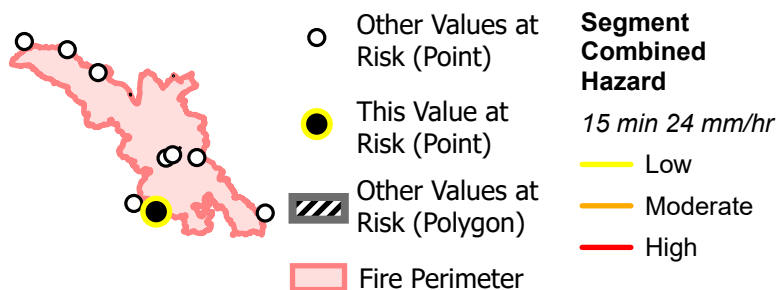 Other Values at
Risk (Point)
This Value at
Risk (Point)
Other Values at
Risk (Polygon)
Fire Perimeter
Segment
Combined
Hazard
15 min 24 mm/hr
Low
Moderate
High